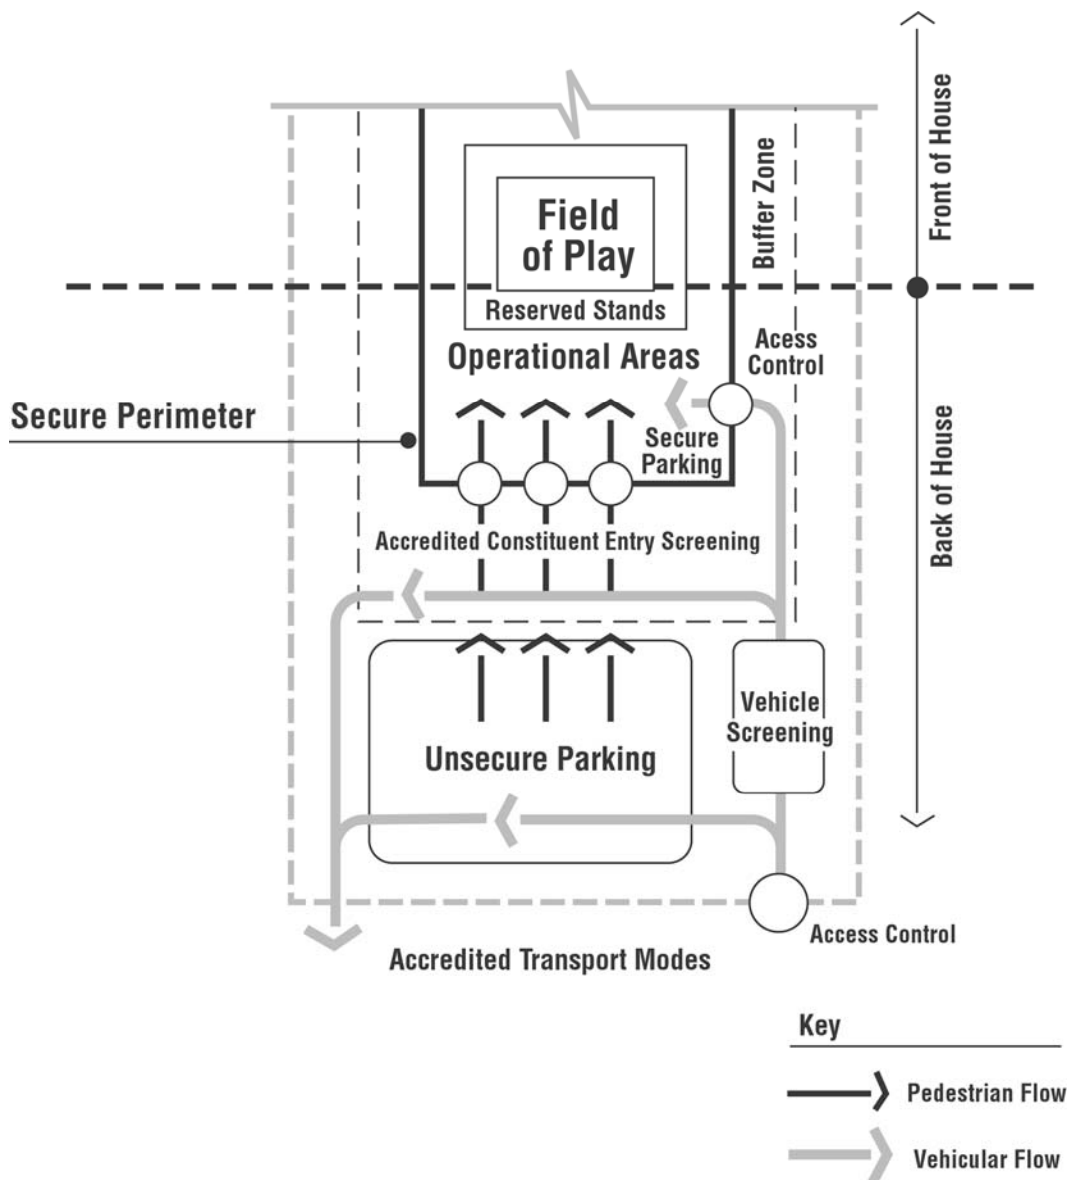 Front of House
Buffer Zone
Field
of Play
Reserved Stands
Operational Areas
Acess
Control
Secure Perimeter
Secure
Parking
Back of House
Accredited Constituent Entry Screening
Vehicle
Screening
Unsecure Parking
Access Control
Accredited Transport Modes
Key
Pedestrian Flow
Vehicular Flow